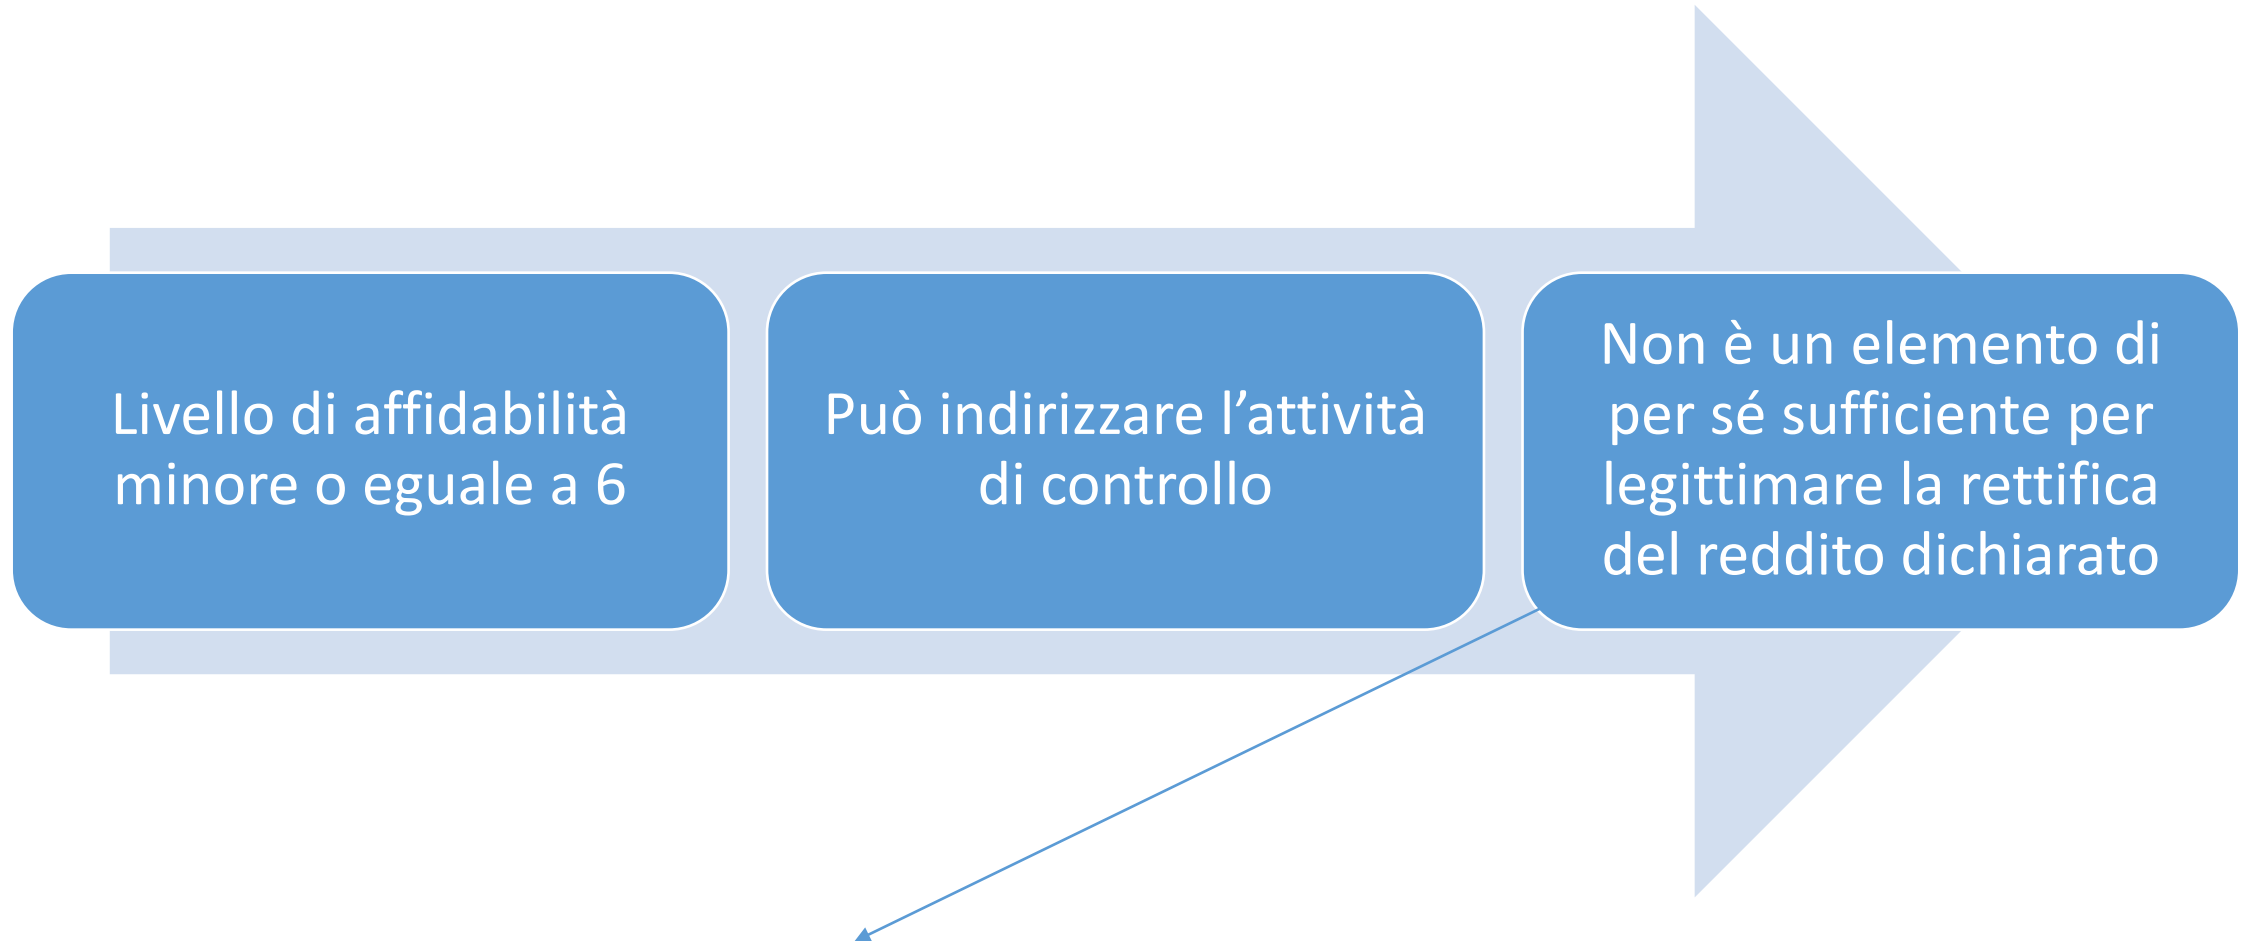 Livello di affidabilità
minore o eguale a 6
Può indirizzare l’attività
di controllo
Non è un elemento di
per sé sufficiente per
legittimare la rettifica
del reddito dichiarato